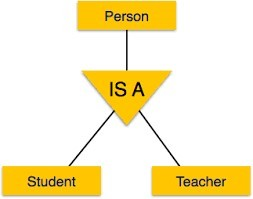 Person
IS A
Student
Teacher